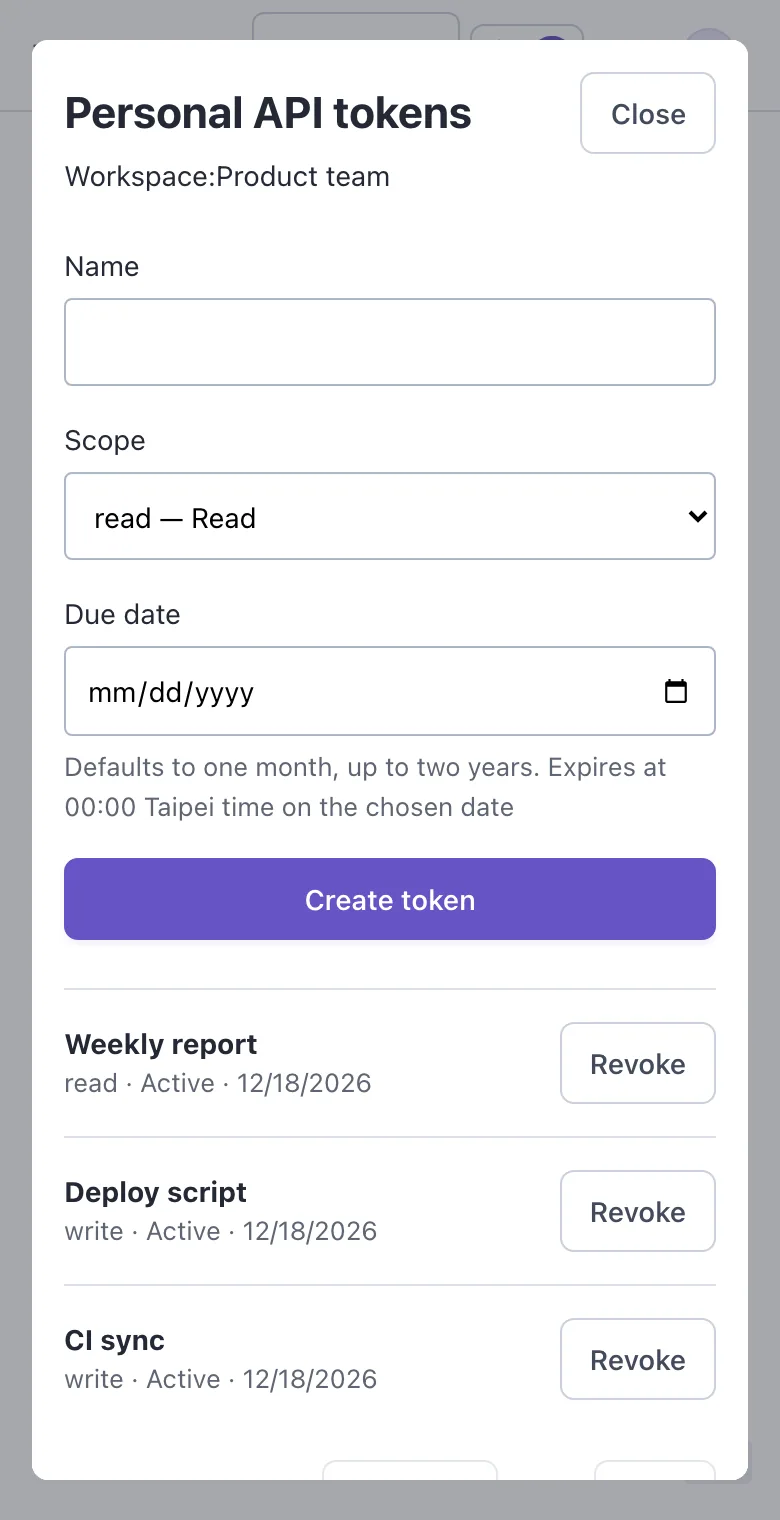 Personal API tokens
Close
Workspace:Product team
Name
Scope
read — Read
Due date
mm/dd/yyyy
Defaults to one month, up to two years. Expires at
00:00 Taipei time on the chosen date
Create token
Weekly report
read · Active · 12/18/2026
Revoke
Deploy script
write · Active · 12/18/2026
Revoke
CI sync
write · Active · 12/18/2026
Revoke